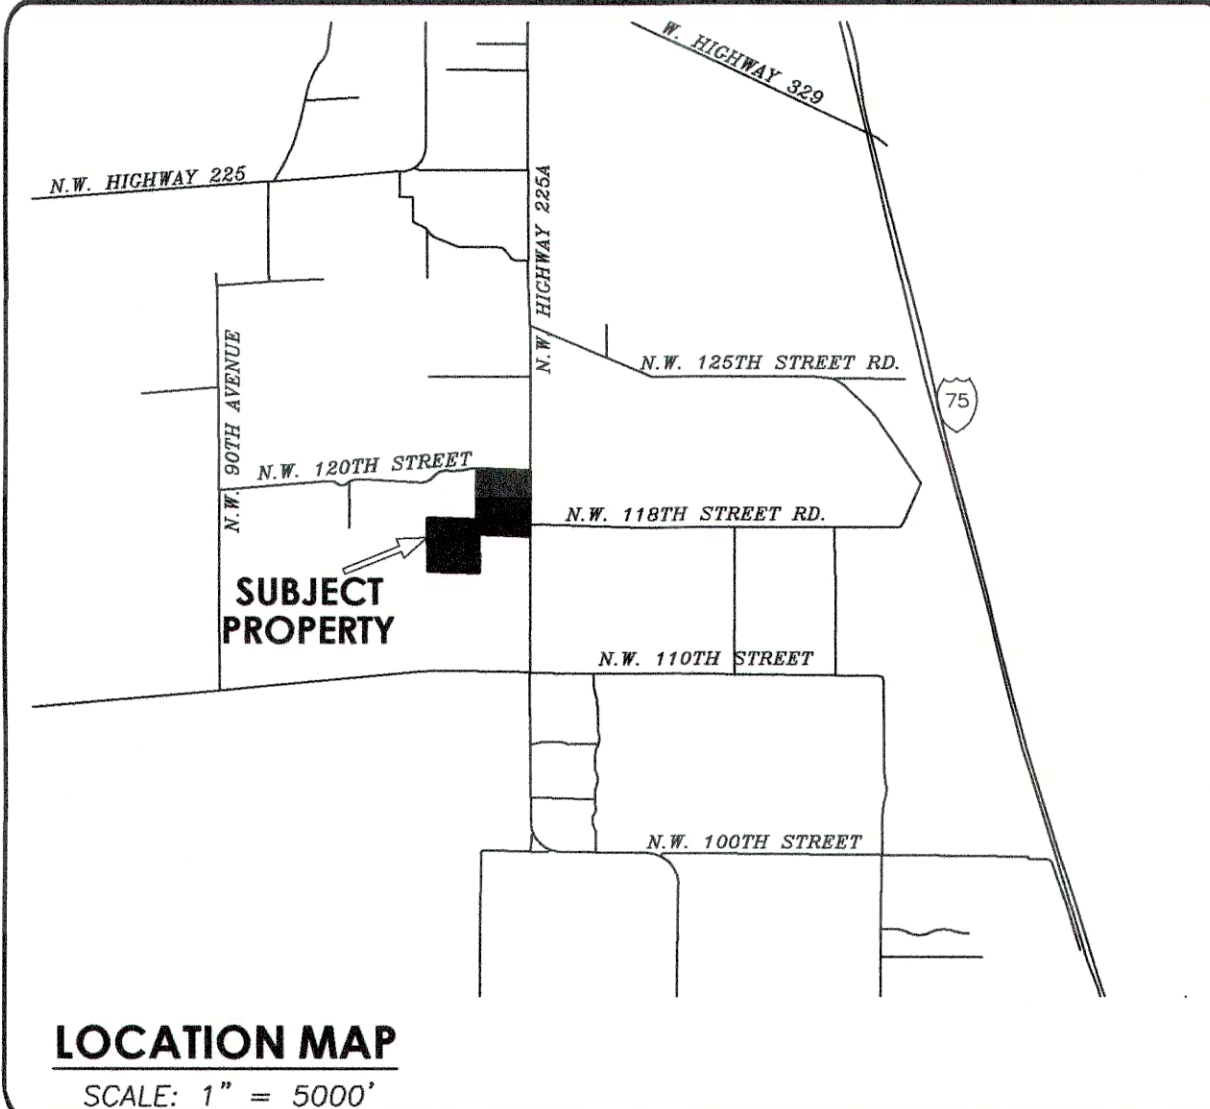 W. HIGHWAY 329
N.W. HIGHWAY 225
N.W. HIGHWAY 225A
N.W. 125TH STREET RD.
75
N.W. 90TH AVENUE
N.W. 120TH STREET
N.W. 118TH STREET RD.
SUBJECT
PROPERTY
N.W. 110TH STREET
N.W. 100TH STREET
LOCATION MAP
SCALE: 1" = 5000'